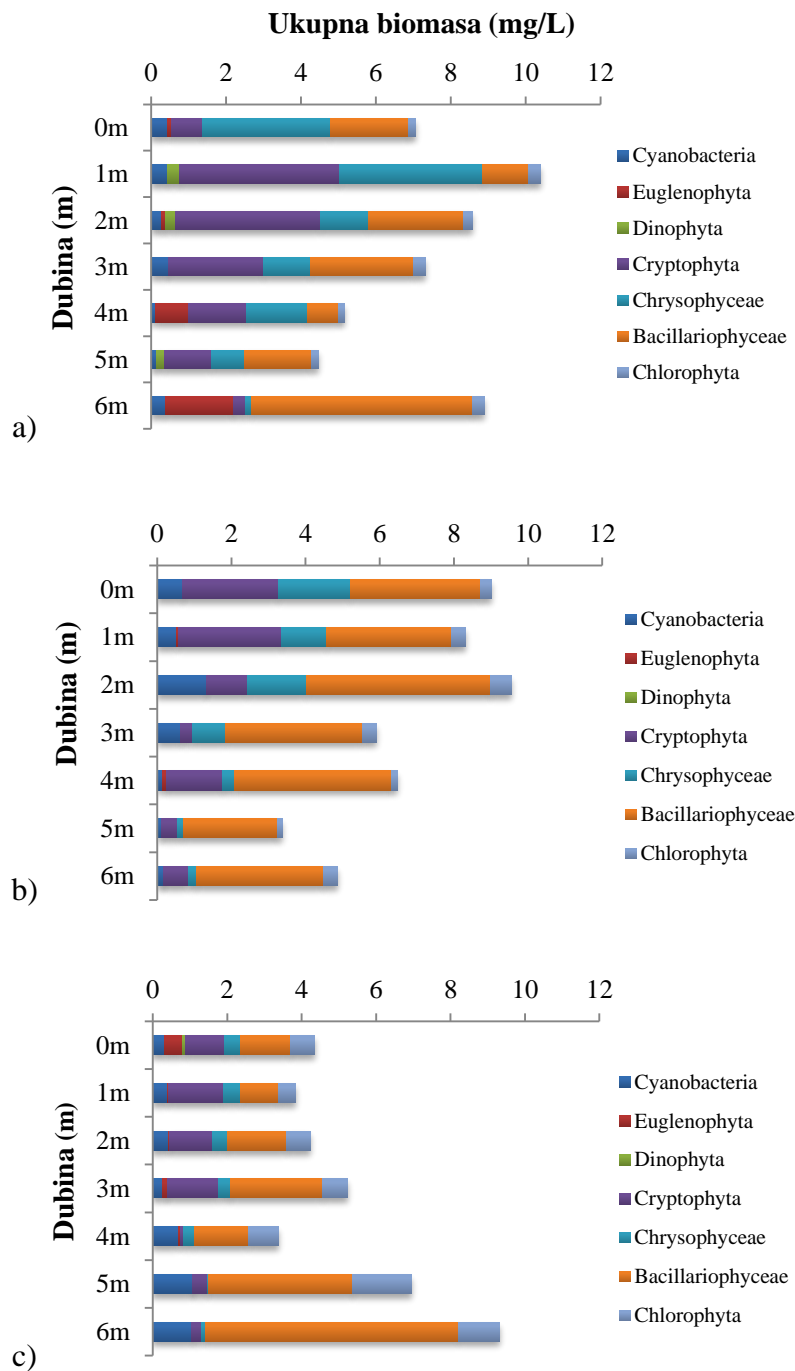 Ukupna biomasa (mg/L)
0 2 4 6 8 10 12
Dubina (m)
0m
1m
2m
3m
4m
5m
6m
Cyanobacteria
Euglenophyta
Dinophyta
Cryptophyta
Chrysophyceae
Bacillariophyceae
Chlorophyta
a)
0 2 4 6 8 10 12
Dubina (m)
0m
1m
2m
3m
4m
5m
6m
Cyanobacteria
Euglenophyta
Dinophyta
Cryptophyta
Chrysophyceae
Bacillariophyceae
Chlorophyta
b)
0 2 4 6 8 10 12
Dubina (m)
0m
1m
2m
3m
4m
5m
6m
Cyanobacteria
Euglenophyta
Dinophyta
Cryptophyta
Chrysophyceae
Bacillariophyceae
Chlorophyta
c)